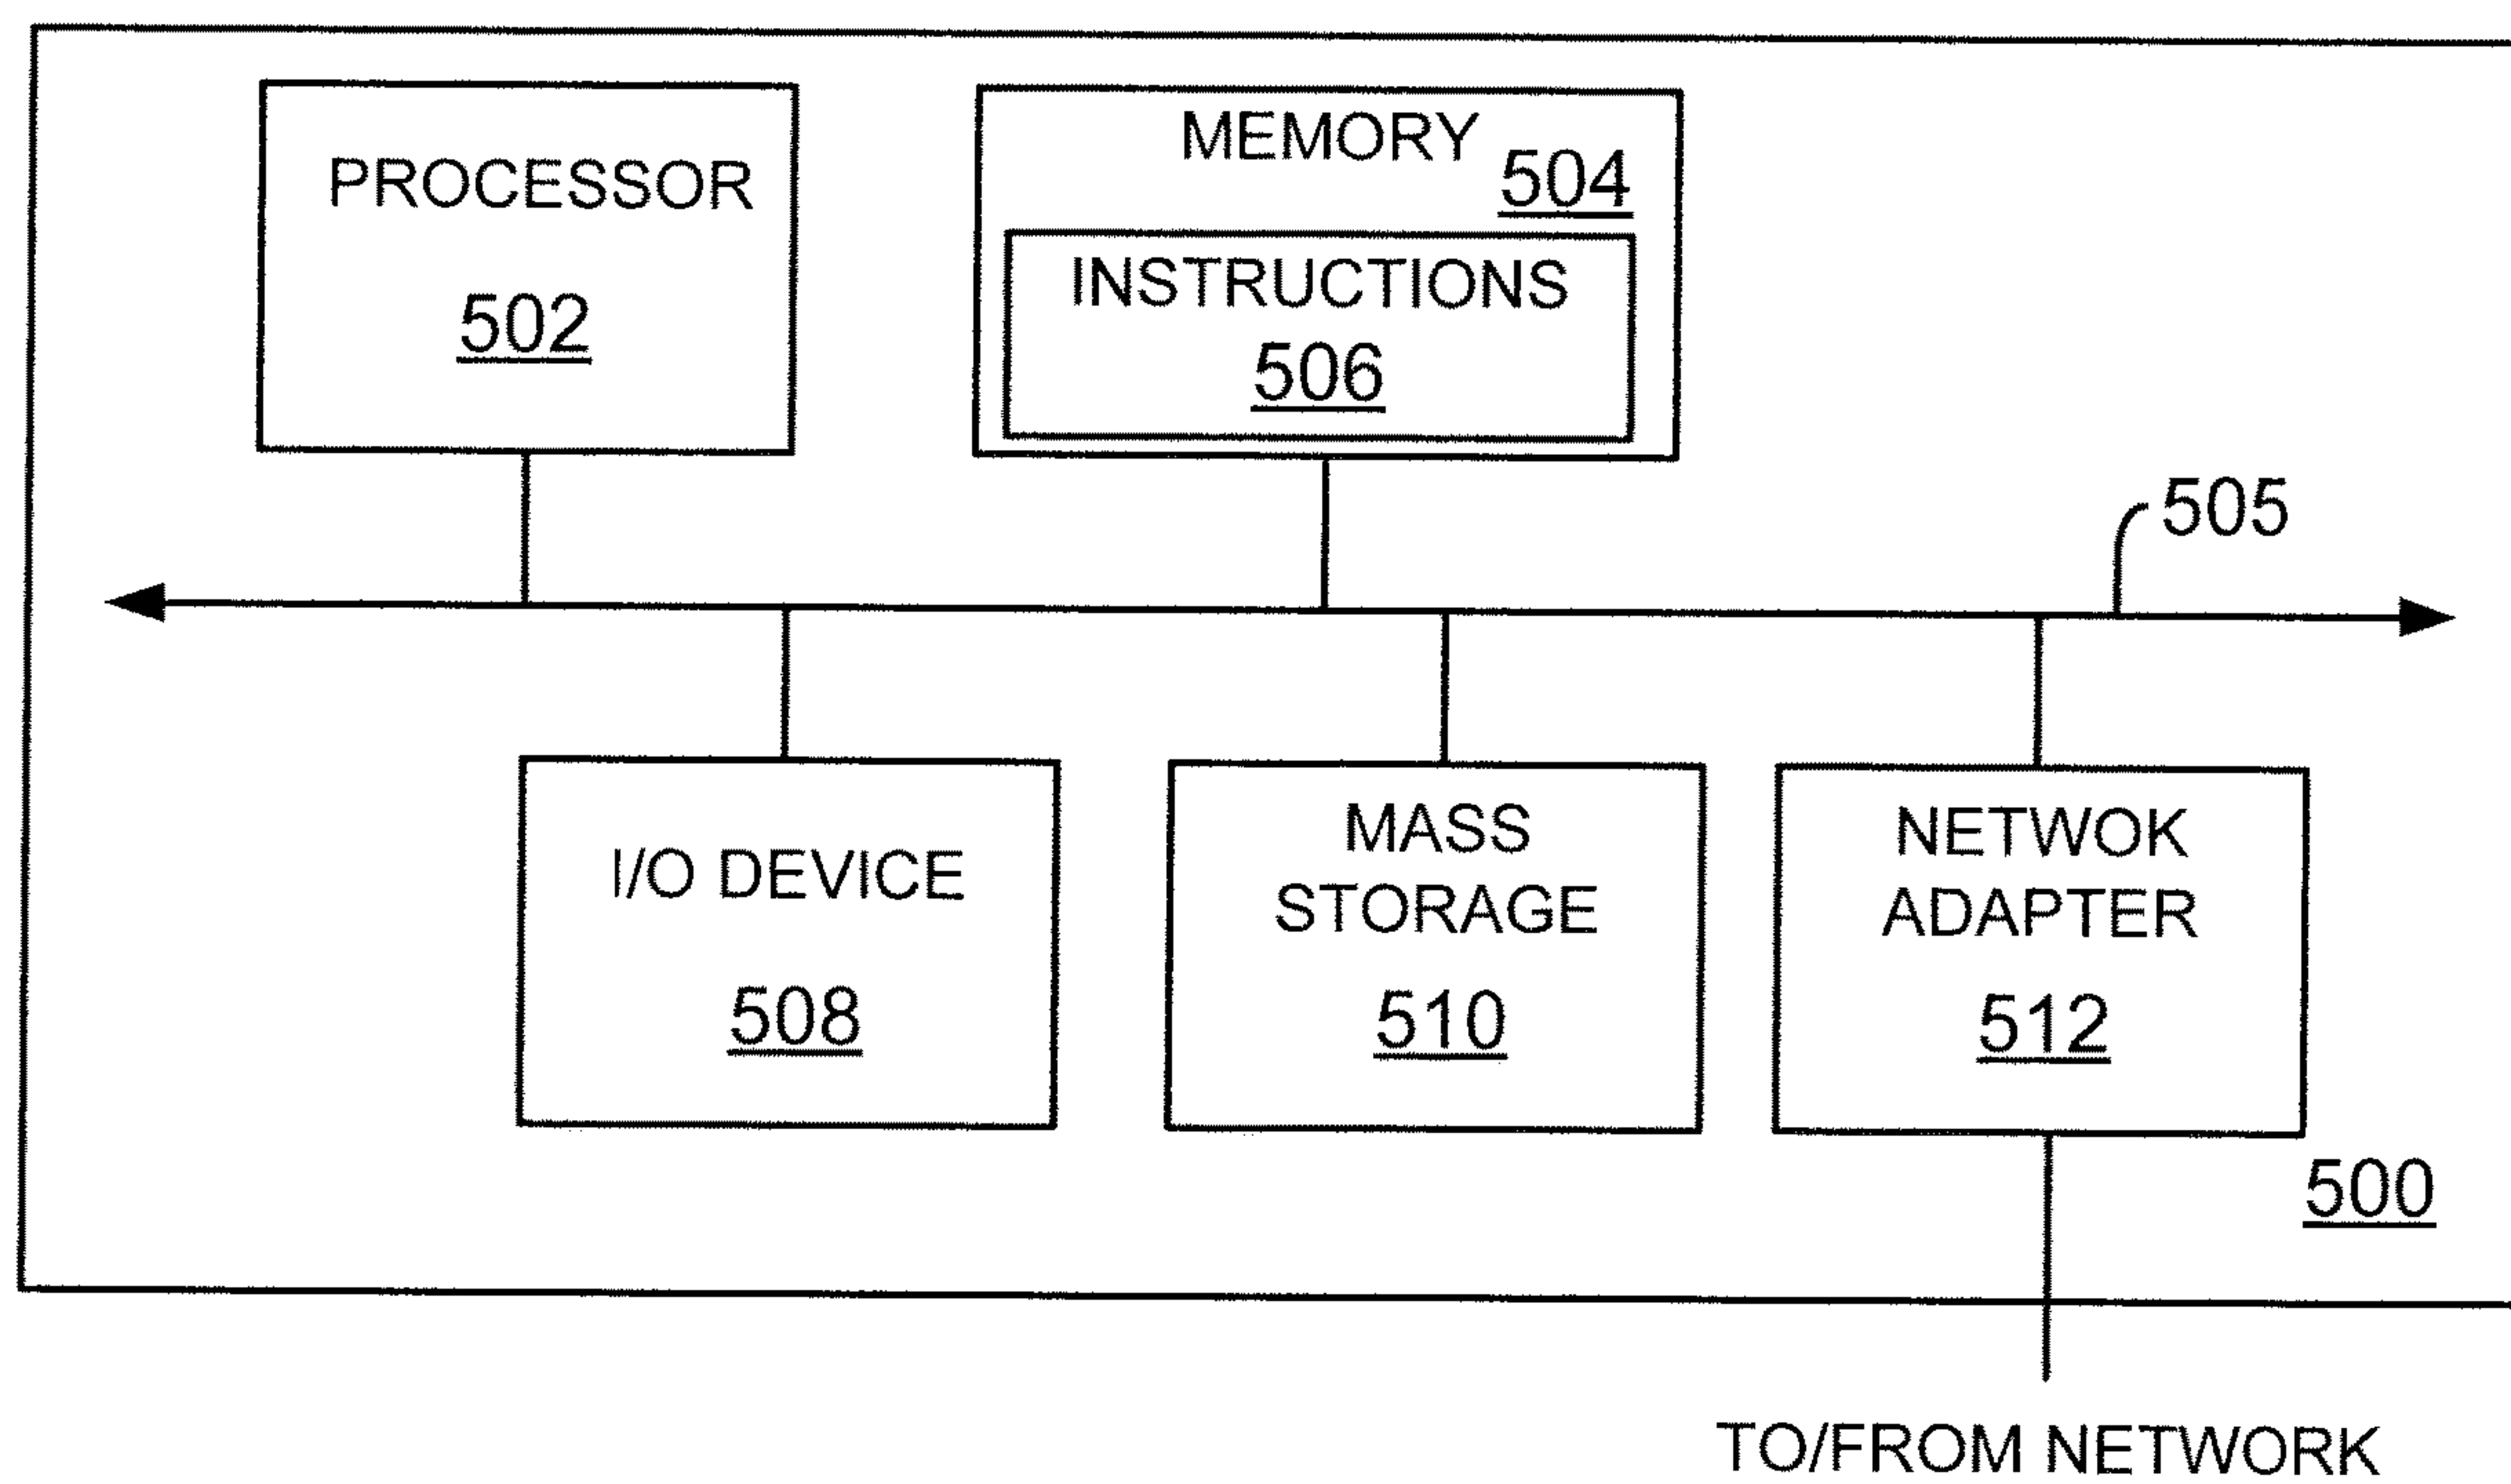 PROCESSOR
502
MEMORY
504
INSTRUCTIONS
506
505
I/O DEVICE
508
MASS
STORAGE
510
NETWOK
ADAPTER
512
500
TO/FROM NETWORK